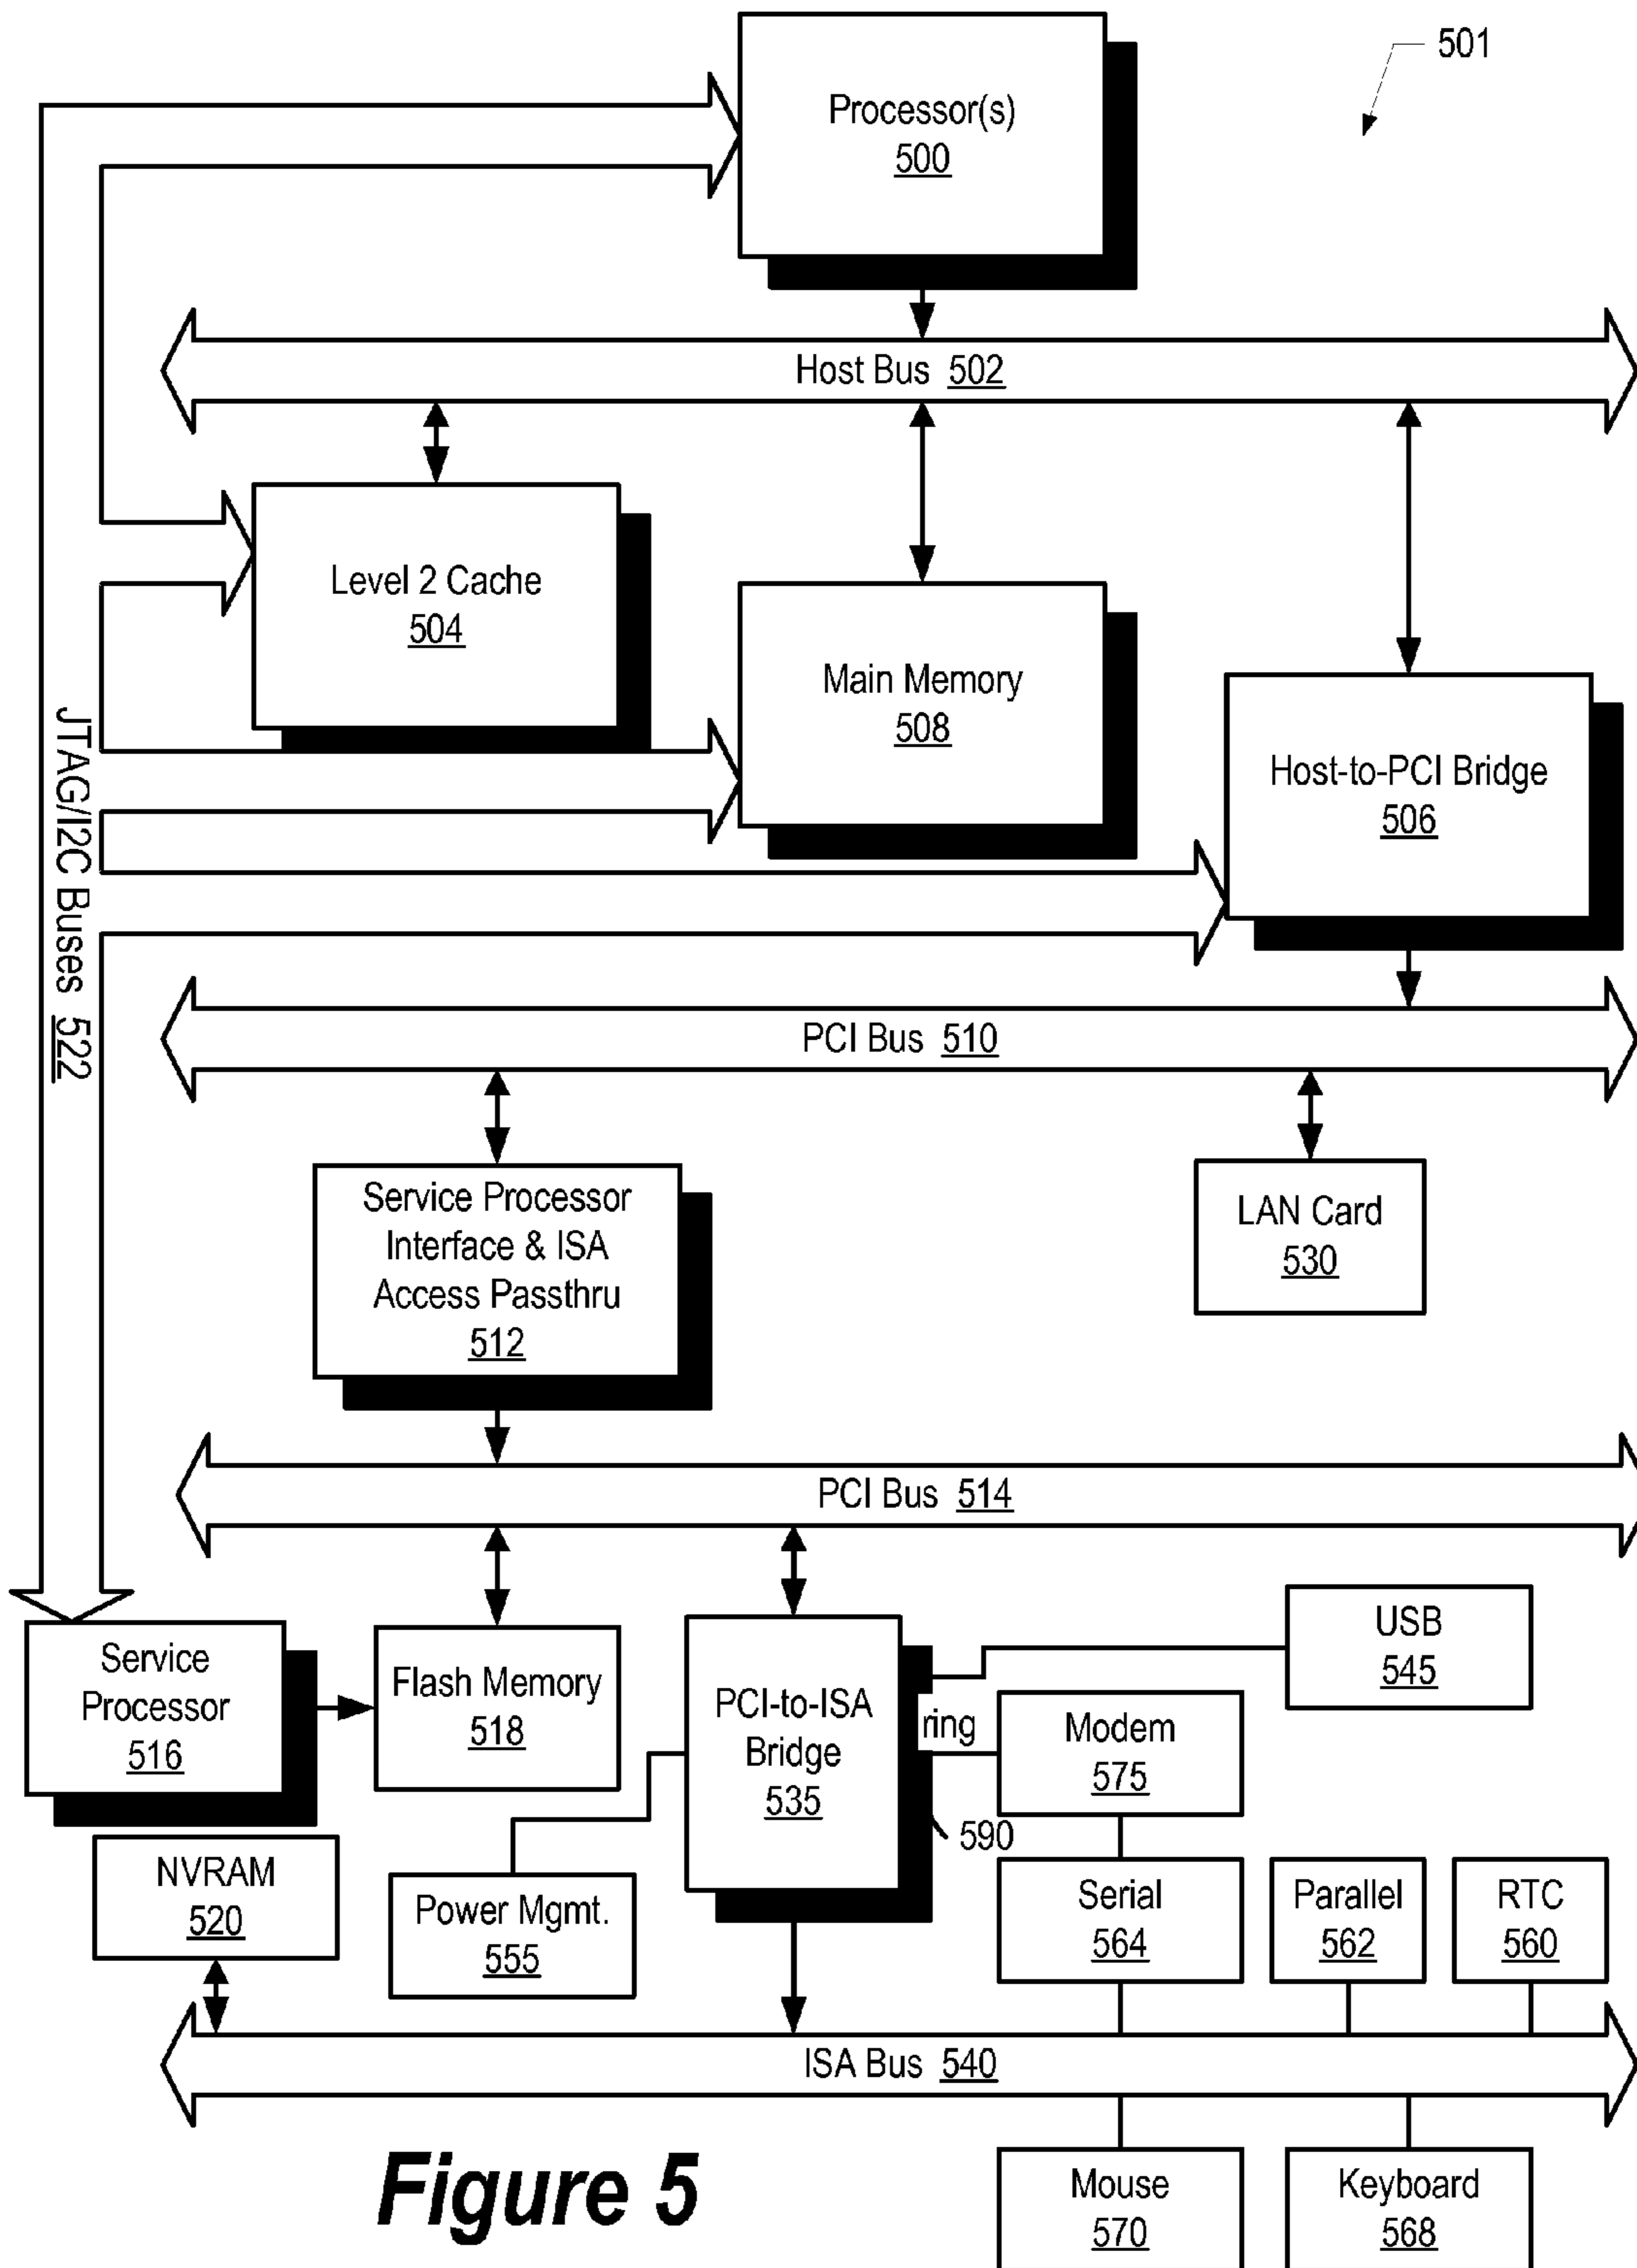 501
Processor(s)
500
Host Bus 502
Level 2 Cache
504
Main Memory
508
Host-to-PCI Bridge
506
JTAG/I2C Buses 522
PCI Bus 510
Service Processor
Interface & ISA
Access Passthru
512
LAN Card
530
PCI Bus 514
Service
Processor
516
Flash Memory
518
PCI-to-ISA
Bridge
535
USB
545
ring
Modem
575
590
NVRAM
520
Power Mgmt.
555
Serial
564
Parallel
562
RTC
560
ISA Bus 540
Mouse
570
Keyboard
568
Figure 5